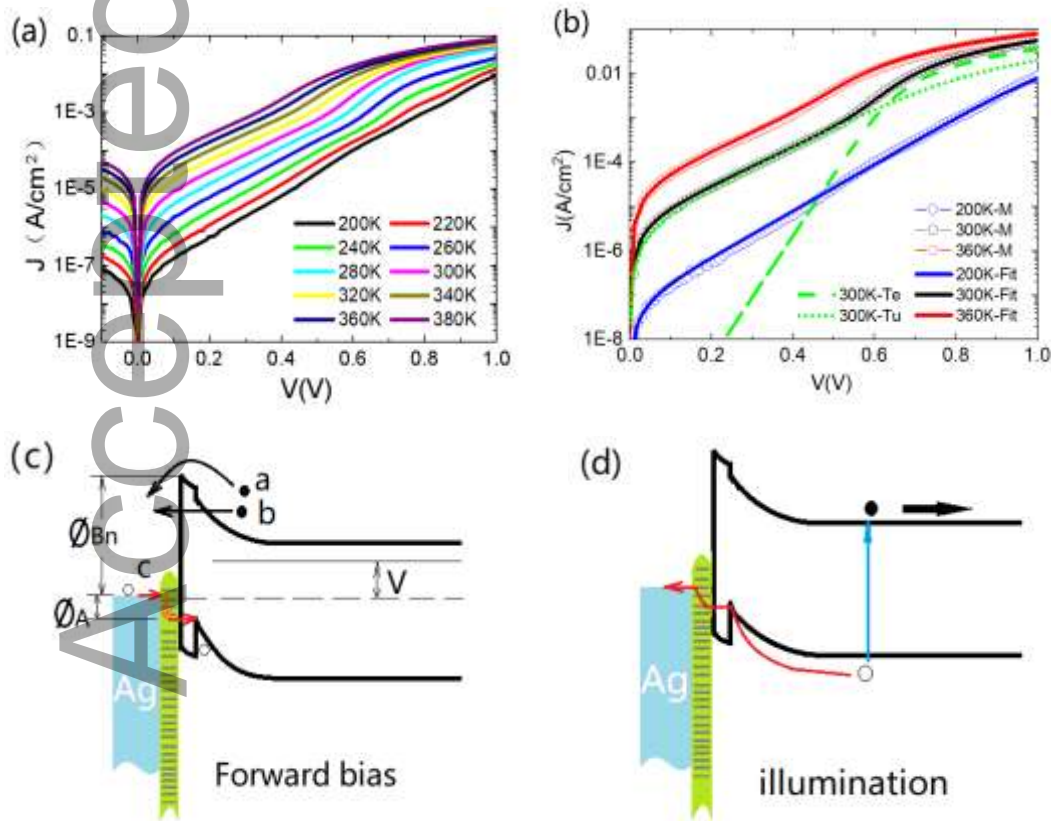 (a)
0.1
1E-3
1E-5
1E-7
1E-9
J ( A/cm² )
0.0 0.2 0.4 0.6 0.8 1.0
V(V)
200K 220K
240K 260K
280K 300K
320K 340K
360K 380K
(b)
0.01
1E-4
1E-6
1E-8
J(A/cm²)
0.0 0.2 0.4 0.6 0.8 1.0
V(V)
200K-M
300K-M
360K-M
200K-Fit
300K-Te 300K-Fit
300K-Tu 360K-Fit
(c)
a
b
ØBn
c
V
ØA
Ag
Forward bias
(d)
Ag
illumination
Accepted